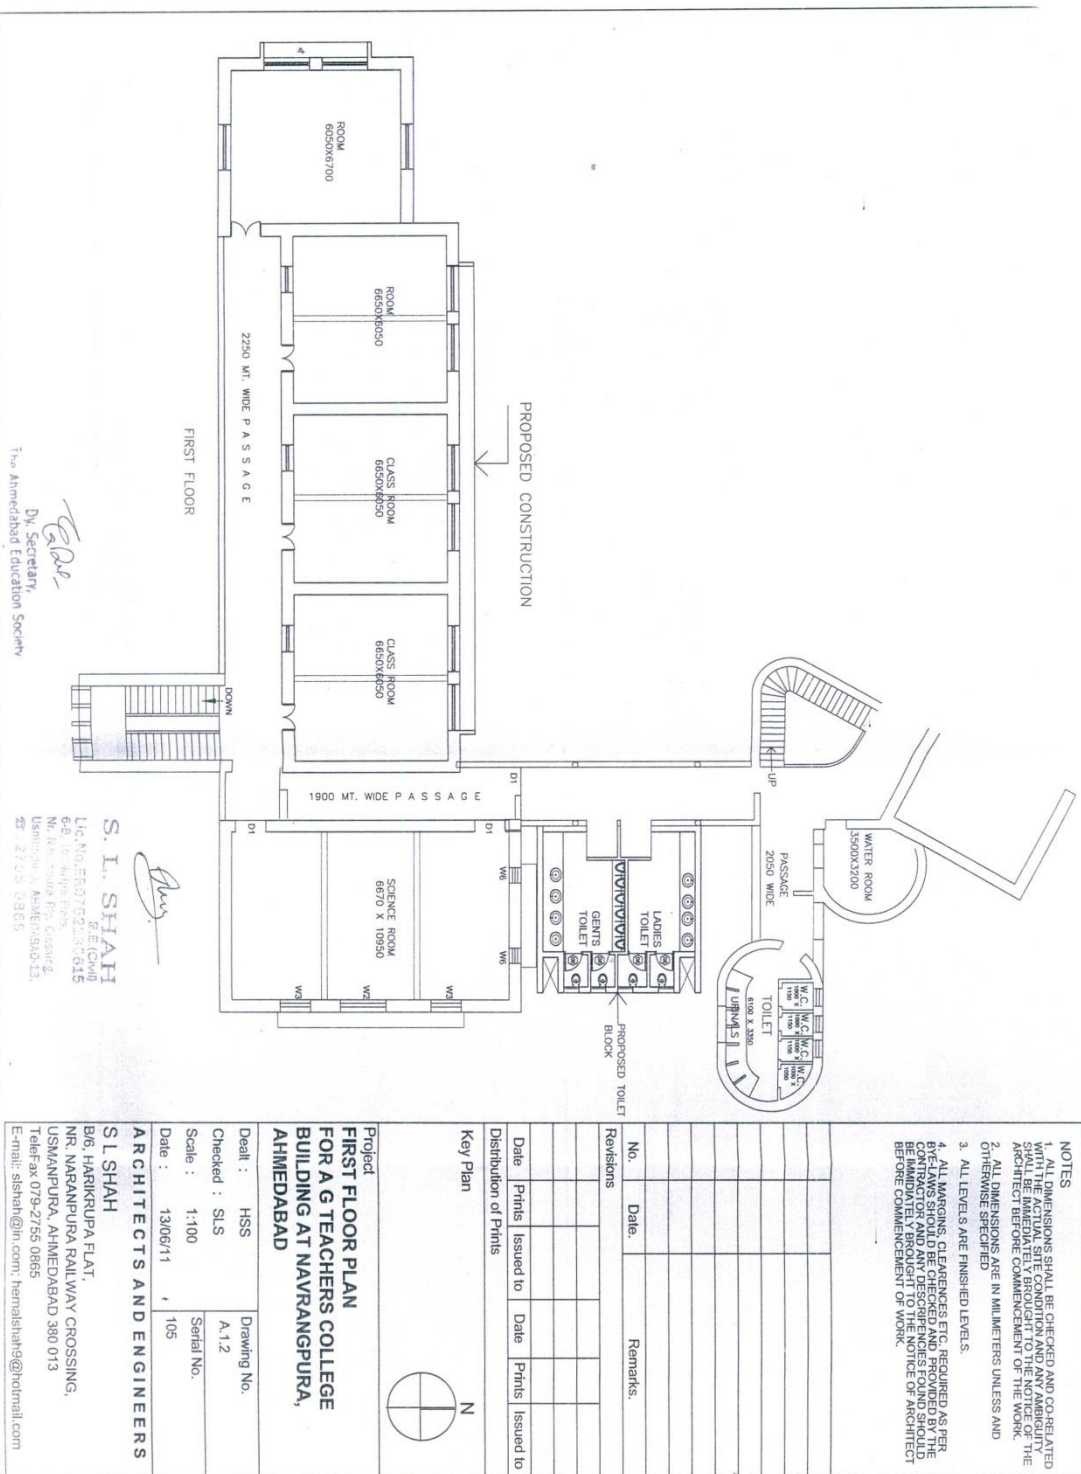 ROOM
6050X6700
ROOM
6650X6050
CLASS ROOM
6650X6050
CLASS ROOM
6650X6050
2250 MT. WIDE P A S S A G E
FIRST FLOOR
PROPOSED CONSTRUCTION
DOWN
UP
1900 MT. WIDE P A S S A G E
D1
D1
D1
SCIENCE ROOM
6670 X 10950
W6
W6
W3
W2
W3
GENTS
TOILET
LADIES
TOILET
PROPOSED TOILET
BLOCK
PASSAGE
2050 WIDE
WATER ROOM
3500X3200
TOILET
6100 X 3350
URINALS
W.C.
1000 X
1150
W.C.
1000 X
1150
W.C.
1000 X
1150
W.C.
1000 X
1050
Dy. Secretary,
The Ahmedabad Education Society
S. L. SHAH
B.E.(Civil)
AHMEDABAD-13.
NOTES
1. ALL DIMENSIONS SHALL BE CHECKED AND CO-RELATED
WITH THE ACTUAL SITE CONDITION AND ANY AMBIGUITY
SHALL BE IMMEDIATELY BROUGHT TO THE NOTICE OF THE
ARCHITECT BEFORE COMMENCEMENT OF THE WORK.
2. ALL DIMENSIONS ARE IN MILIMETERS UNLESS AND
OTHERWISE SPECIFIED
3. ALL LEVELS ARE FINISHED LEVELS.
4. ALL MARGINS, CLEARENCES ETC. REQUIRED AS PER
BYE-LAWS SHOULD BE CHECKED AND PROVIDED BY THE
CONTRACTOR AND ANY DESCRIPENCIES FOUND SHOULD
BE IMMIDIATELY BROUGHT TO THE NOTICE OF ARCHITECT
BEFORE COMMENCEMENT OF WORK.
No. Date. Remarks.
Revisions
Date Prints Issued to Date Prints Issued to
Distribution of Prints
Key Plan
N
Project
FIRST FLOOR PLAN
FOR A G TEACHERS COLLEGE
BUILDING AT NAVRANGPURA,
AHMEDABAD
Dealt : HSS
Drawing No.
Checked : SLS
A.1.2
Scale : 1:100
Serial No.
Date : 13/06/11
105
ARCHITECTS AND ENGINEERS
S L SHAH
B/6, HARIKRUPA FLAT,
NR. NARANPURA RAILWAY CROSSING,
USMANPURA, AHMEDABAD 380 013
TeleFax 079-2755 0865
E-mail: slshah@in.com; hemalshah9@hotmail.com